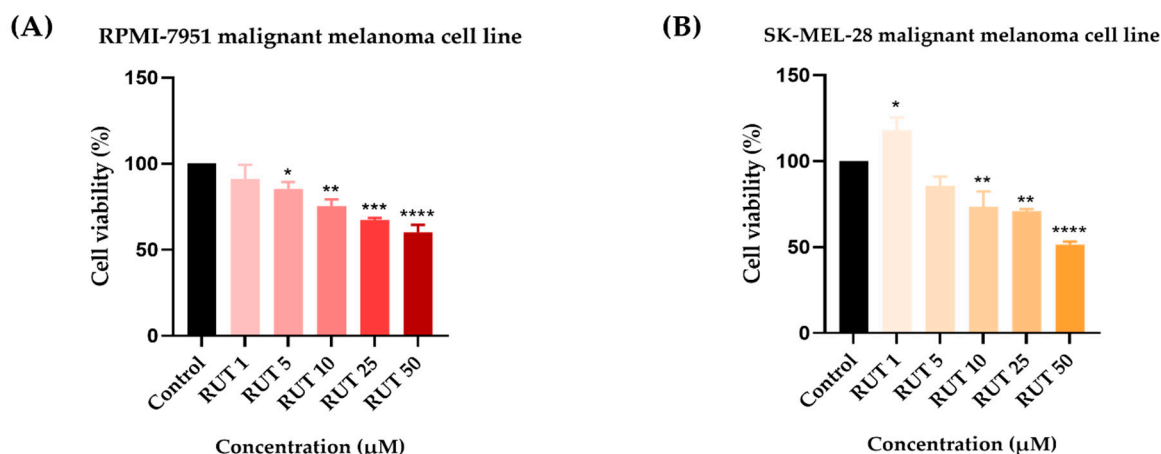 (A)
RPMI-7951 malignant melanoma cell line
150
100
50
0
Cell viability (%)
*
**
***
****
Control
RUT 1
RUT 5
RUT 10
RUT 25
RUT 50
Concentration (μM)
(B)
SK-MEL-28 malignant melanoma cell line
150
100
50
0
Cell viability (%)
*
**
**
****
Control
RUT 1
RUT 5
RUT 10
RUT 25
RUT 50
Concentration (μM)